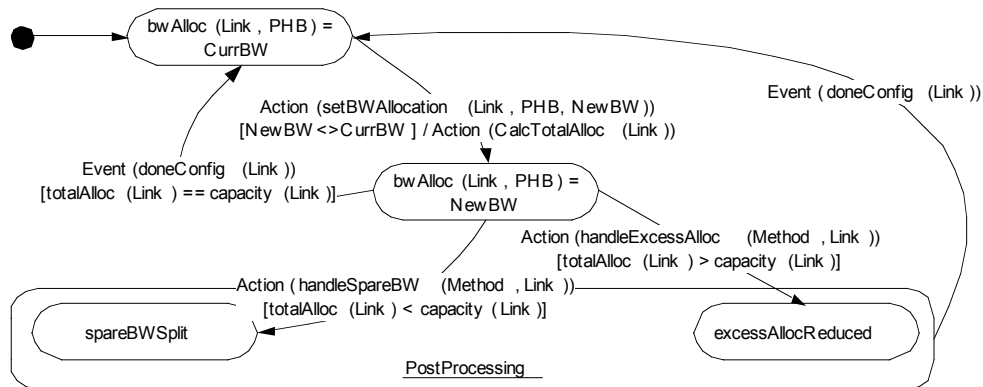 bwAlloc (Link , PHB ) =
CurrBW
Action (setBWAllocation (Link , PHB, NewBW ))
[NewBW <>CurrBW ] / Action (CalcTotalAlloc (Link ))
Event ( doneConfig (Link ))
Event (doneConfig (Link ))
[totalAlloc (Link ) == capacity (Link )]
bwAlloc (Link , PHB ) =
NewBW
Action (handleExcessAlloc (Method , Link ))
[totalAlloc (Link ) > capacity (Link )]
Action (handleSpareBW (Method , Link ))
[totalAlloc (Link ) < capacity ( Link )]
spareBWSplit
excessAllocReduced
PostProcessing